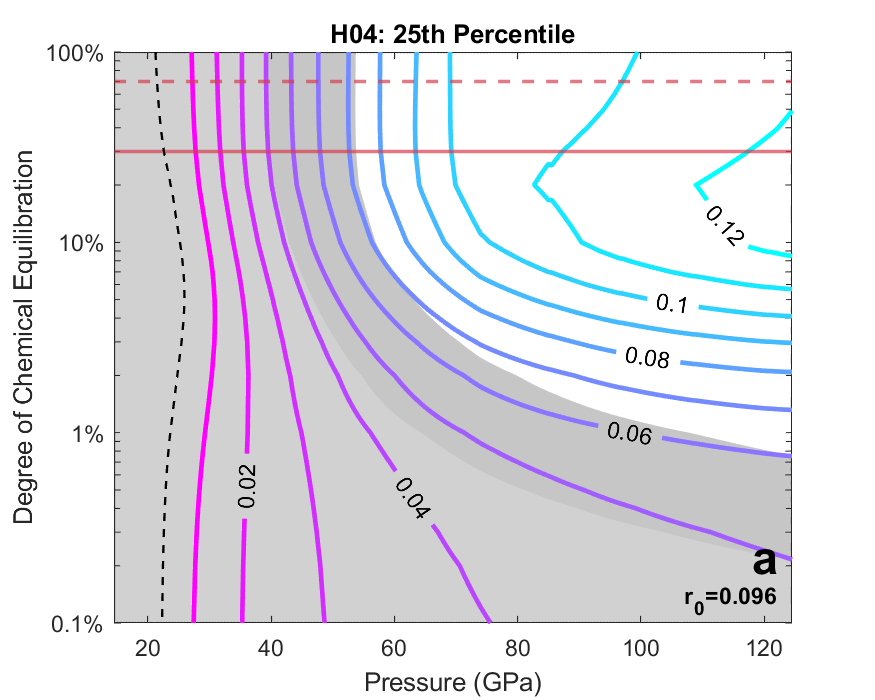 H04: 25th Percentile
100%
10%
1%
0.1%
Degree of Chemical Equilibration
0.12
0.1
0.08
0.06
0.02
0.04
a
r0=0.096
20 40 60 80 100 120
Pressure (GPa)